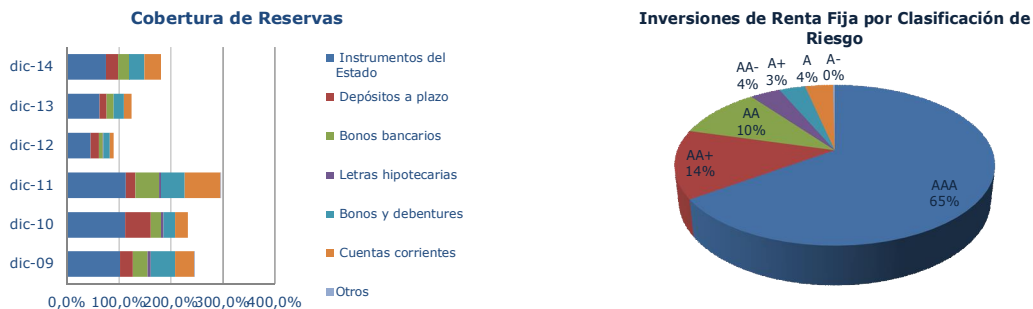 Cobertura de Reservas
dic-14
dic-13
dic-12
dic-11
dic-10
dic-09
0,0% 100,0%200,0%300,0%400,0%
Instrumentos del
Estado
Depósitos a plazo
Bonos bancarios
Letras hipotecarias
Bonos y debentures
Cuentas corrientes
Otros
Inversiones de Renta Fija por Clasificación de
Riesgo
AA-
4%
A+
3%
A
4%
A-
0%
AA
10%
AA+
14%
AAA
65%